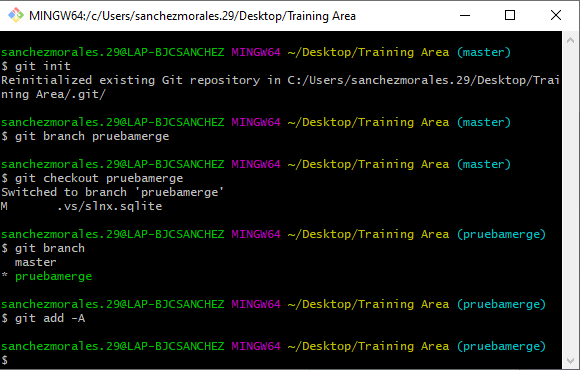 MINGW64:/c/Users/sanchezmorales.29/Desktop/Training Area
sanchezmorales.29@LAP-BJCSANCHEZ MINGW64 ~/Desktop/Training Area (master)
$ git init
Reinitialized existing Git repository in C:/Users/sanchezmorales.29/Desktop/Trai
ning Area/.git/
sanchezmorales.29@LAP-BJCSANCHEZ MINGW64 ~/Desktop/Training Area (master)
$ git branch pruebamerge
sanchezmorales.29@LAP-BJCSANCHEZ MINGW64 ~/Desktop/Training Area (master)
$ git checkout pruebamerge
Switched to branch 'pruebamerge'
M       .vs/slnx.sqlite
sanchezmorales.29@LAP-BJCSANCHEZ MINGW64 ~/Desktop/Training Area (pruebamerge)
$ git branch
  master
* pruebamerge
sanchezmorales.29@LAP-BJCSANCHEZ MINGW64 ~/Desktop/Training Area (pruebamerge)
$ git add -A
sanchezmorales.29@LAP-BJCSANCHEZ MINGW64 ~/Desktop/Training Area (pruebamerge)
$